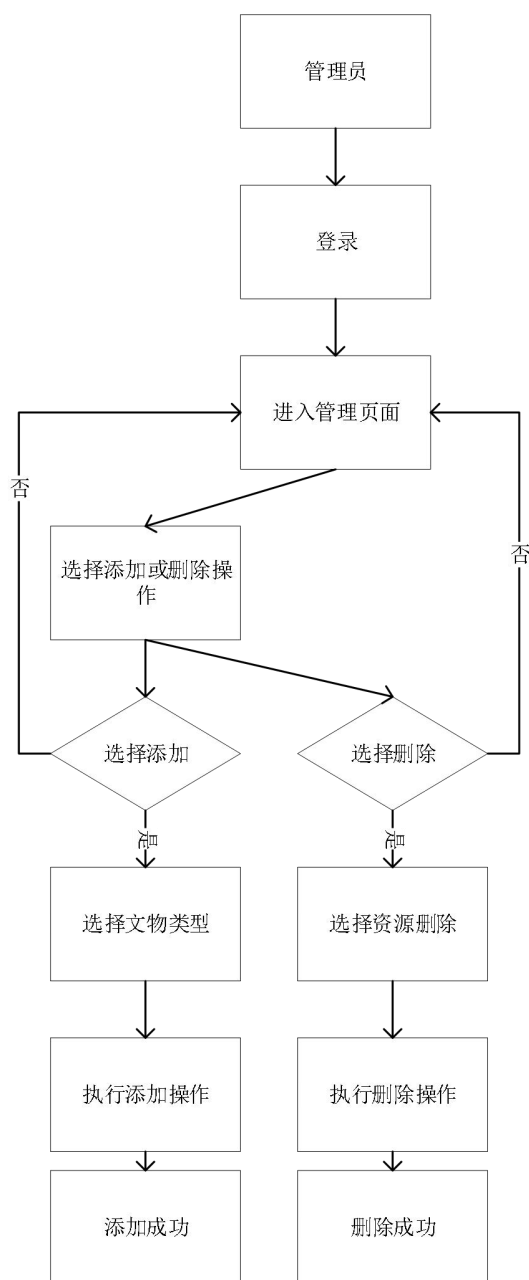 管理员
登录
进入管理页面
否
否
选择添加或删除操
作
选择添加
选择删除
是
是
选择文物类型
选择资源删除
执行添加操作
执行删除操作
添加成功
删除成功